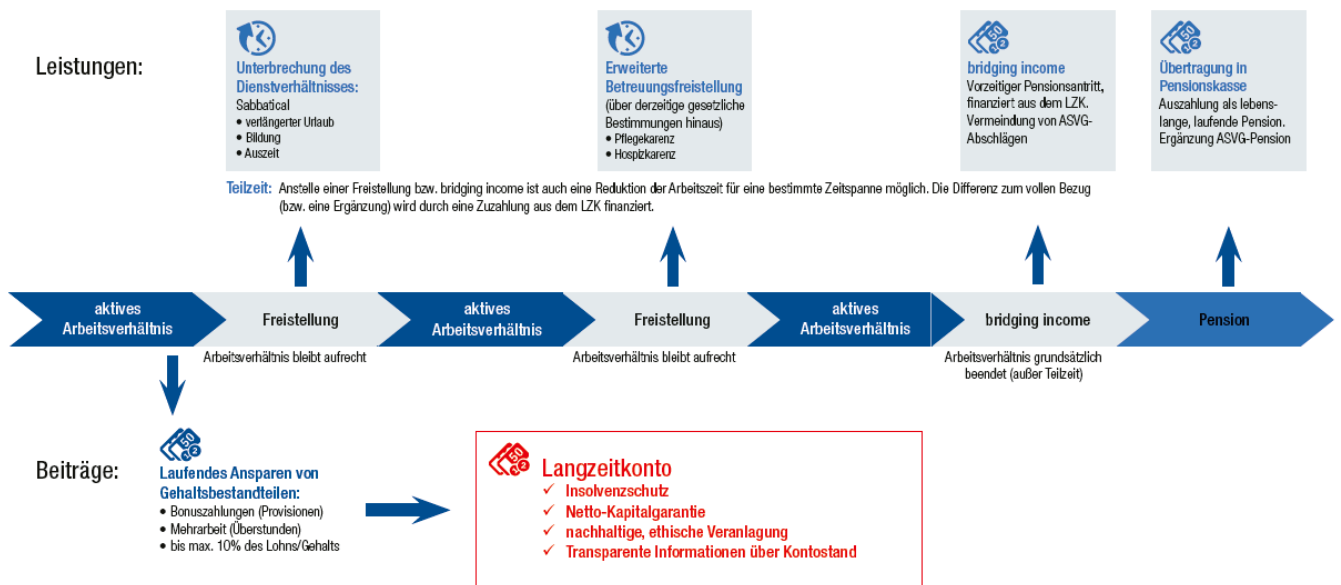 Leistungen:
Unterbrechung des
Dienstverhältnisses:
Sabbatical
• verlängerter Urlaub
• Bildung
• Auszeit
Erweiterte
Betreuungsfreistellung
(über derzeitige gesetzliche
Bestimmungen hinaus)
• Pflegekarenz
• Hospizkarenz
bridging income
Vorzeitiger Pensionsantritt,
finanziert aus dem LZK.
Vermeindung von ASVG-
Abschlägen
Übertragung in
Pensionskasse
Auszahlung als lebens-
lange, laufende Pension.
Ergänzung ASVG-Pension
Teilzeit: Anstelle einer Freistellung bzw. bridging income ist auch eine Reduktion der Arbeitszeit für eine bestimmte Zeitspanne möglich. Die Differenz zum vollen Bezug
(bzw. eine Ergänzung) wird durch eine Zuzahlung aus dem LZK finanziert.
aktives
Arbeitsverhältnis
Freistellung
aktives
Arbeitsverhältnis
Freistellung
aktives
Arbeitsverhältnis
bridging income
Pension
Arbeitsverhältnis bleibt aufrecht
Arbeitsverhältnis bleibt aufrecht
Arbeitsverhältnis grundsätzlich
beendet (außer Teilzeit)
Beiträge:
Laufendes Ansparen von
Gehaltsbestandteilen:
• Bonuszahlungen (Provisionen)
• Mehrarbeit (Überstunden)
• bis max. 10% des Lohns/Gehalts
Langzeitkonto
✓ Insolvenzschutz
✓ Netto-Kapitalgarantie
✓ nachhaltige, ethische Veranlagung
✓ Transparente Informationen über Kontostand